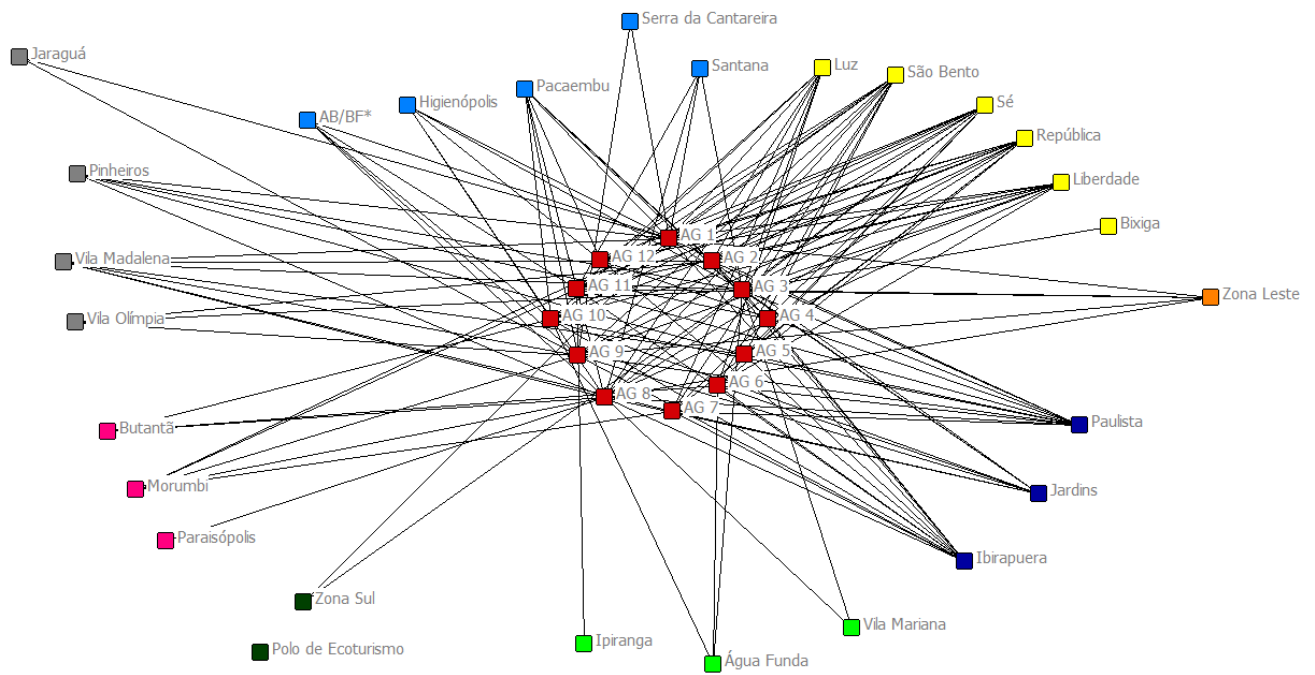 Serra da Cantareira
Jaraguá
Santana
Luz
São Bento
Pacaembu
Higienópolis
Sé
AB/BF*
República
Pinheiros
Liberdade
Bixiga
AG 1
Vila Madalena
AG 12
AG 2
AG 11
AG 3
Zona Leste
Vila Olímpia
AG 10
AG 4
AG 9
AG 5
AG 6
AG 8
AG 7
Butantã
Paulista
Morumbi
Jardins
Paraisópolis
Ibirapuera
Zona Sul
Vila Mariana
Ipiranga
Polo de Ecoturismo
Água Funda